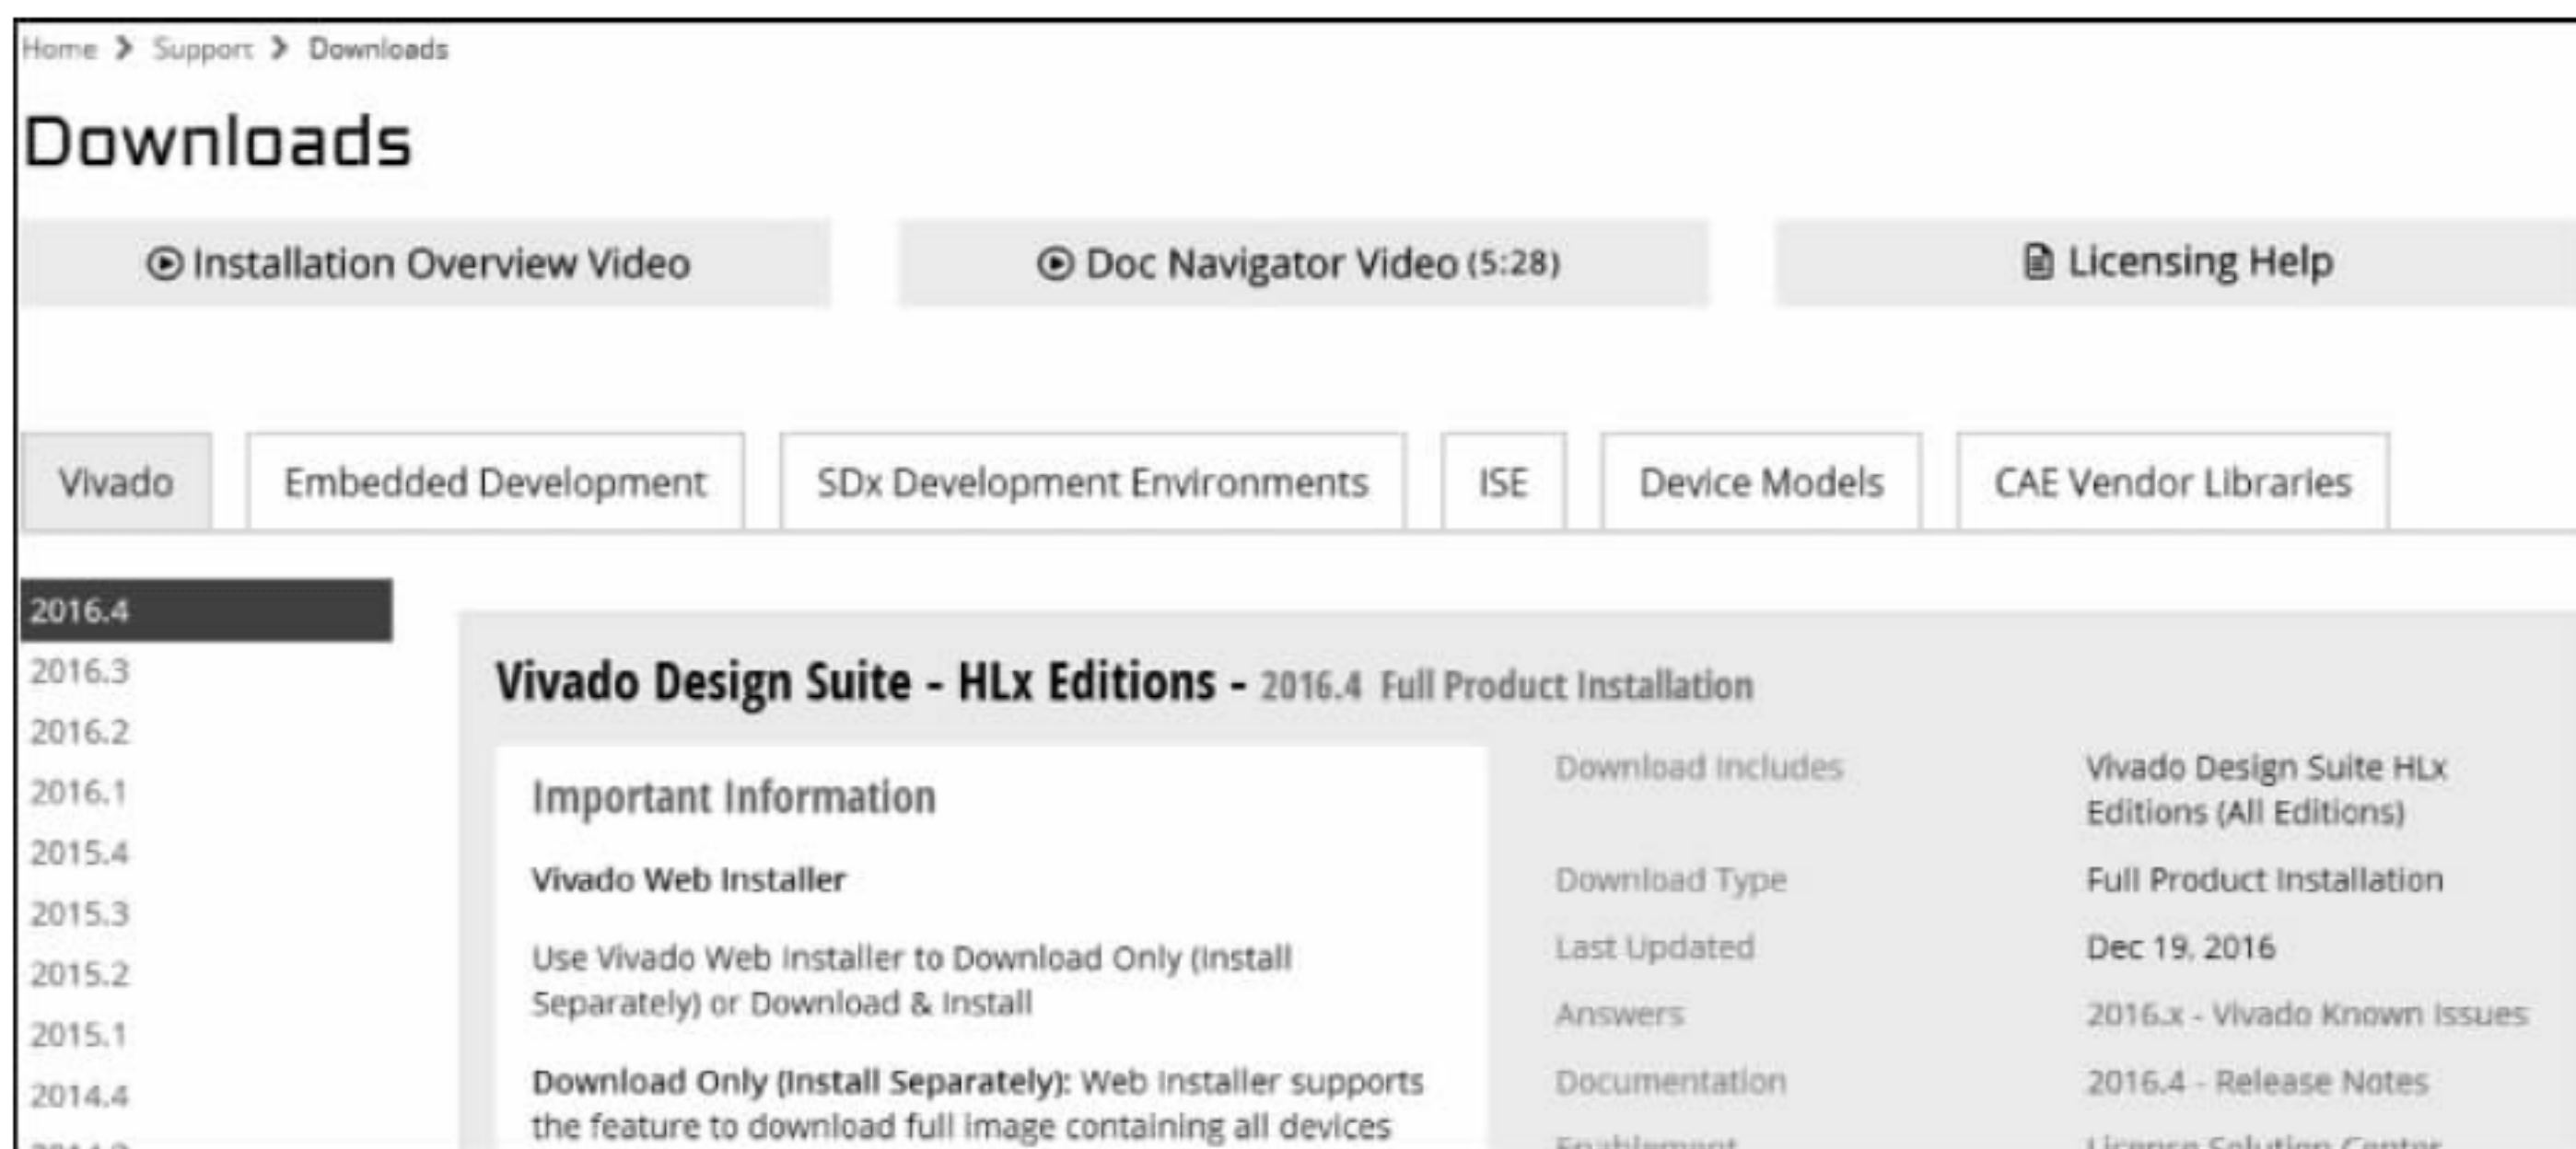 Home > Support > Downloads
Downloads
Installation Overview Video
Doc Navigator Video (5:28)
Licensing Help
Vivado
Embedded Development
SDx Development Environments
ISE
Device Models
CAE Vendor Libraries
2016.4
2016.3
2016.2
2016.1
2015.4
2015.3
2015.2
2015.1
2014.4
Vivado Design Suite - HLx Editions - 2016.4 Full Product Installation
Important Information
Vivado Web Installer
Use Vivado Web Installer to Download Only (Install
Separately) or Download & Install
Download Only (Install Separately): Web Installer supports
the feature to download full image containing all devices
Download Includes
Vivado Design Suite HLx
Editions (All Editions)
Download Type
Full Product Installation
Last Updated
Dec 19, 2016
Answers
2016.x - Vivado Known Issues
Documentation
2016.4 - Release Notes
Enablement
License Solution Center